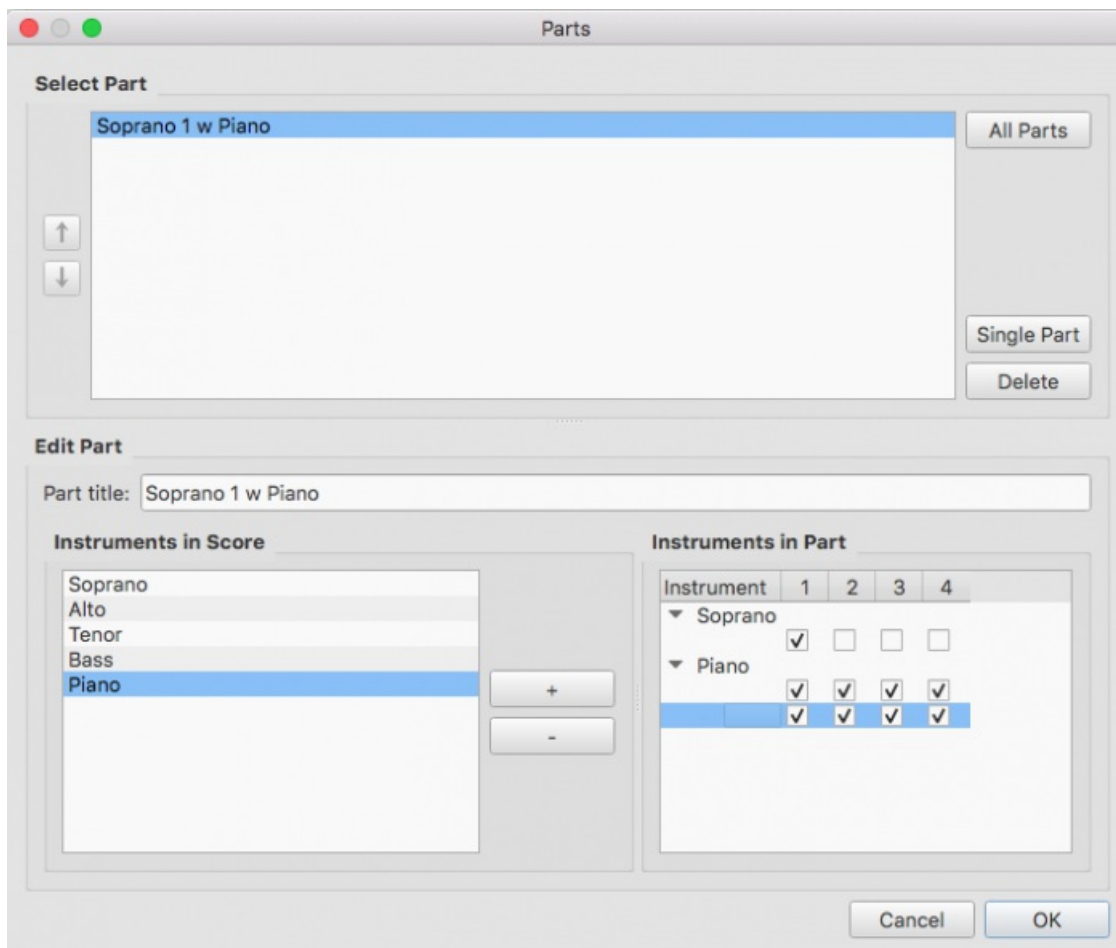 Parts
Select Part
Soprano 1 w Piano
All Parts
↑
↓
Single Part
Delete
Edit Part
Part title: Soprano 1 w Piano
Instruments in Score
Soprano
Alto
Tenor
Bass
Piano
+
-
Instruments in Part
Instrument 1 2 3 4
Soprano
Piano
Cancel OK